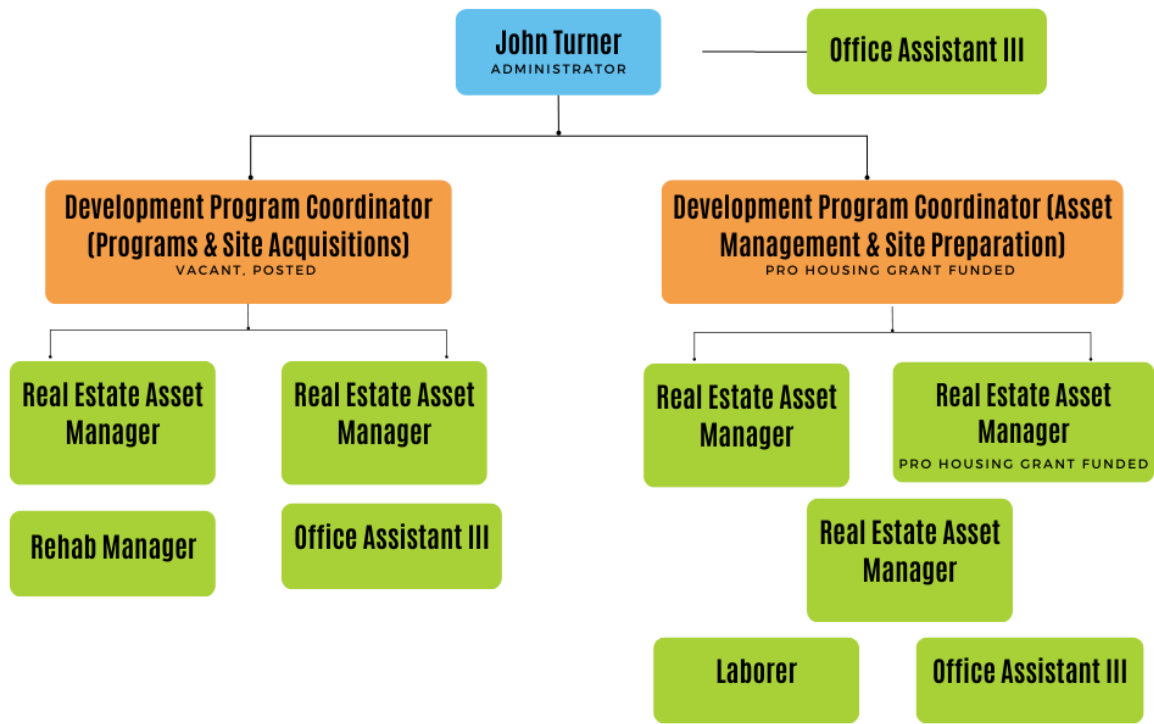 John Turner
ADMINISTRATOR
Office Assistant III
Development Program Coordinator
(Programs & Site Acquisitions)
VACANT, POSTED
Development Program Coordinator (Asset
Management & Site Preparation)
PRO HOUSING GRANT FUNDED
Real Estate Asset
Manager
Real Estate Asset
Manager
Rehab Manager
Office Assistant III
Real Estate Asset
Manager
Real Estate Asset
Manager
PRO HOUSING GRANT FUNDED
Real Estate Asset
Manager
Laborer
Office Assistant III